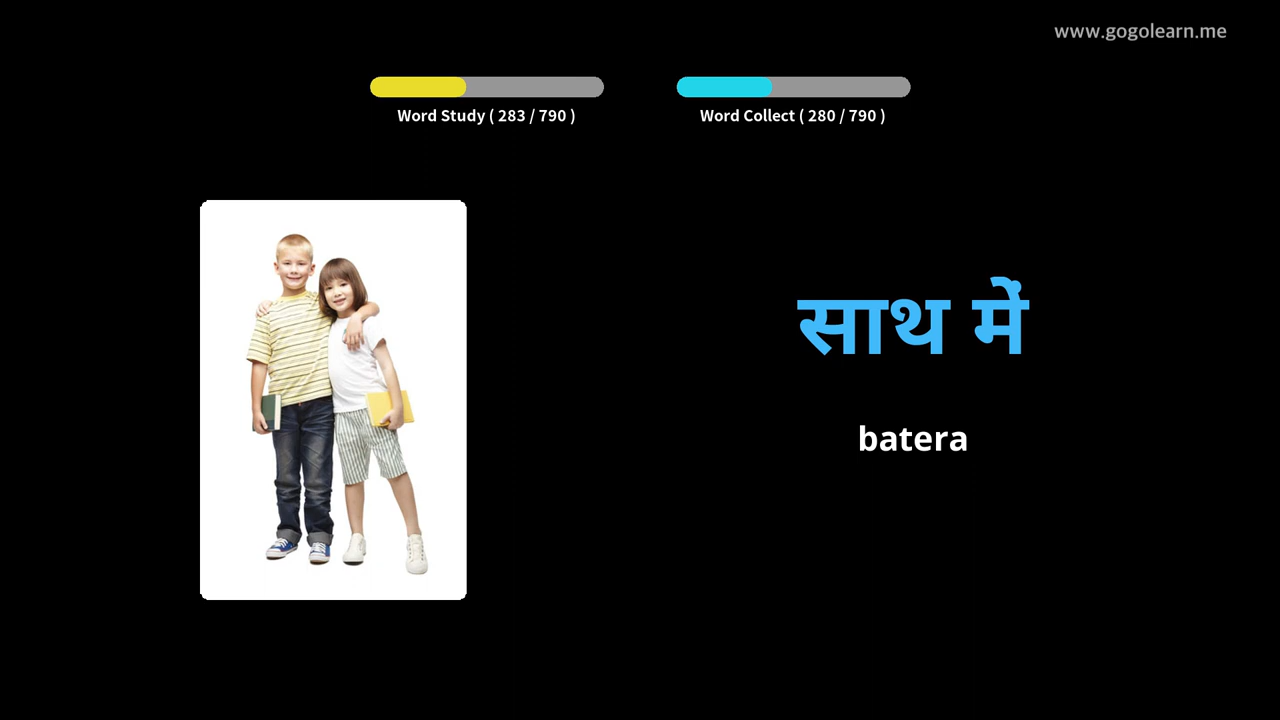 www.gogolearn.me
Word Study ( 283 / 790 )
Word Collect ( 280 / 790 )
साथ में
batera